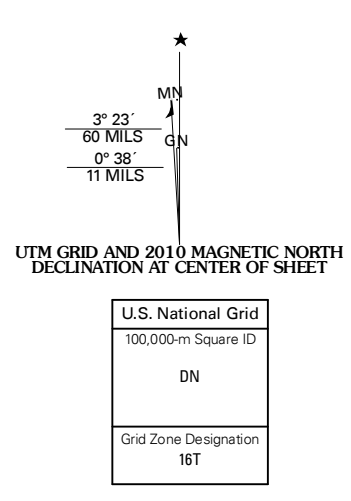 ★
MN
3° 23´
60 MILS
GN
0° 38´
11 MILS
UTM GRID AND 2010 MAGNETIC NORTH
DECLINATION AT CENTER OF SHEET
U.S. National Grid
100,000-m Square ID
DN
Grid Zone Designation
16T